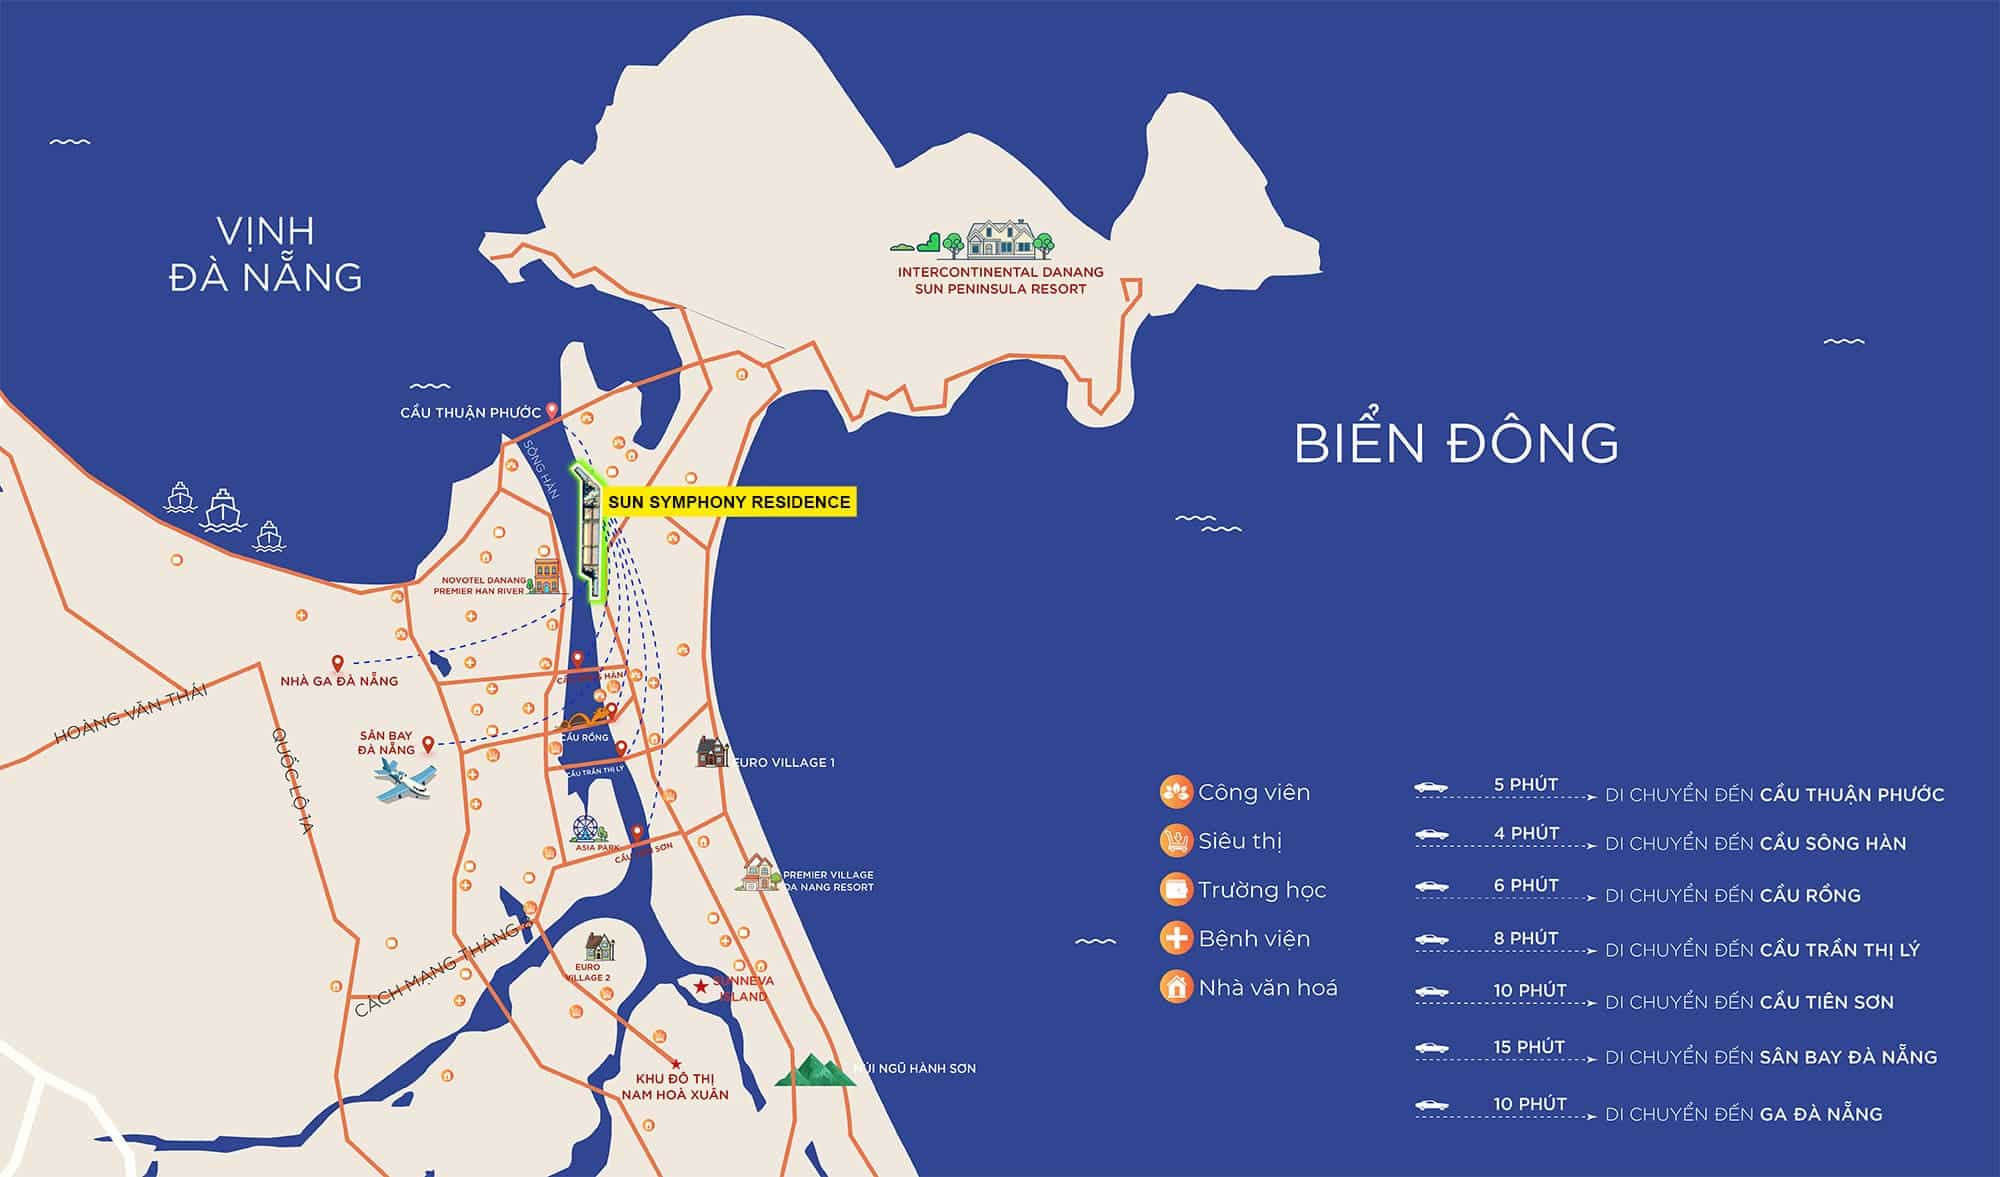 VỊNH
ĐÀ NẴNG
INTERCONTINENTAL DANANG
SUN PENINSULA RESORT
CẦU THUẬN PHƯỚC
SÔNG HÀN
BIỂN ĐÔNG
SUN SYMPHONY RESIDENCE
NOVOTEL DANANG
PREMIER HAN RIVER
NHÀ GA ĐÀ NẴNG
CẦU SÔNG HÀN
HOÀNG VĂN THÁI
QUỐC LỘ 1A
SÂN BAY
ĐÀ NẴNG
CẦU RỒNG
CẦU TRẦN THỊ LÝ
EURO VILLAGE 1
ASIA PARK
CẦU TIÊN SƠN
PREMIER VILLAGE
DA NANG RESORT
CÁCH MẠNG THÁNG 8
EURO
VILLAGE 2
SUNNEVA
ISLAND
KHU ĐÔ THỊ
NAM HOÀ XUÂN
NÚI NGŨ HÀNH SƠN
Công viên
Siêu thị
Trường học
Bệnh viện
Nhà văn hoá
5 PHÚT DI CHUYỂN ĐẾN CẦU THUẬN PHƯỚC
4 PHÚT DI CHUYỂN ĐẾN CẦU SÔNG HÀN
6 PHÚT DI CHUYỂN ĐẾN CẦU RỒNG
8 PHÚT DI CHUYỂN ĐẾN CẦU TRẦN THỊ LÝ
10 PHÚT DI CHUYỂN ĐẾN CẦU TIÊN SƠN
15 PHÚT DI CHUYỂN ĐẾN SÂN BAY ĐÀ NẴNG
10 PHÚT DI CHUYỂN ĐẾN GA ĐÀ NẴNG